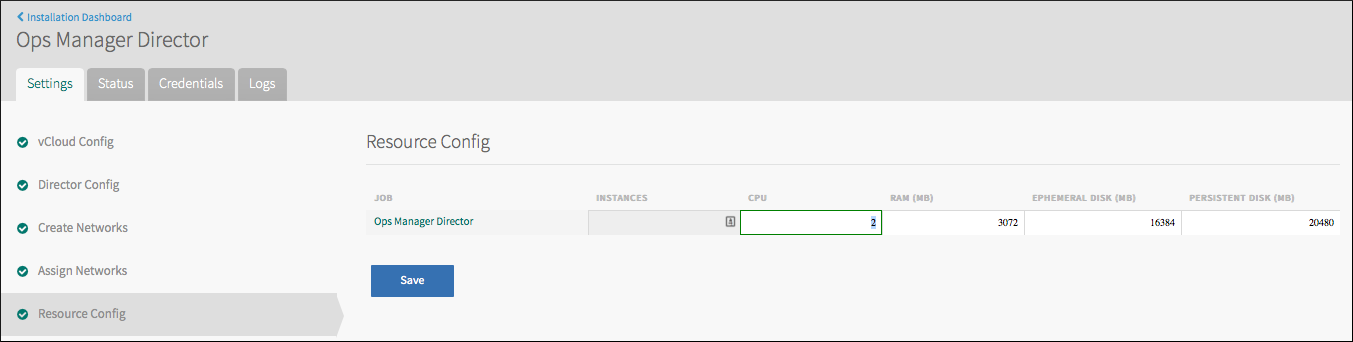 Installation Dashboard
Ops Manager Director
Settings Status Credentials Logs
vCloud Config
Director Config
Create Networks
Assign Networks
Resource Config
Resource Config
JOB INSTANCES CPU RAM (MB) EPHEMERAL DISK (MB) PERSISTENT DISK (MB)
Ops Manager Director 2 3072 16384 20480
Save